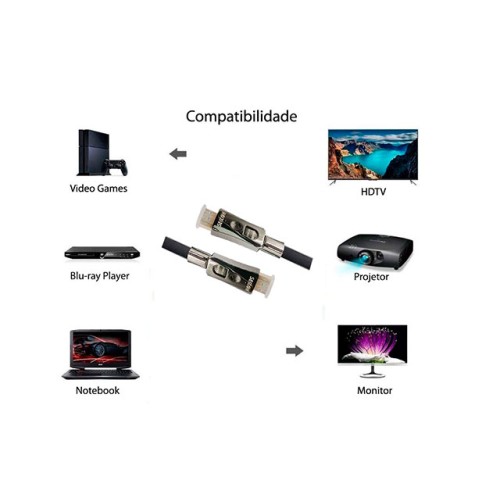 Compatibilidade
Video Games
HDTV
Blu-ray Player
Projetor
Notebook
Monitor